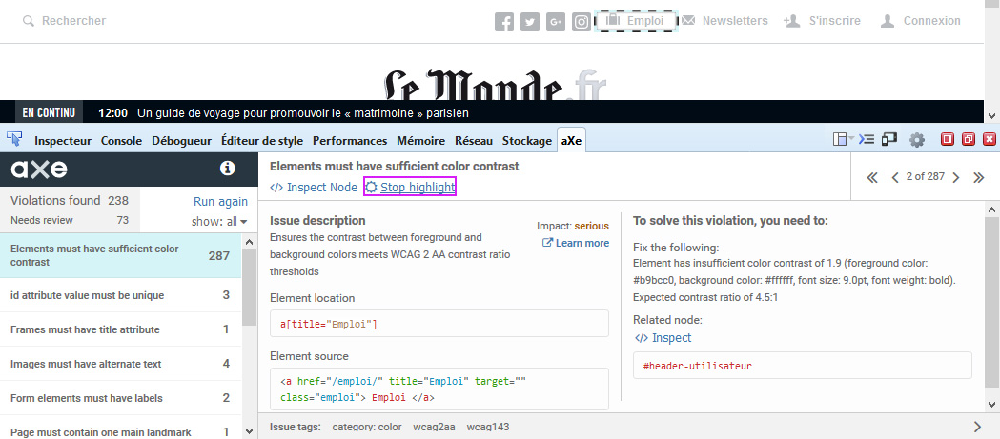 Rechercher
Emploi
Newsletters
S'inscrire
Connexion
Le Monde.fr
EN CONTINU 12:00 Un guide de voyage pour promouvoir le « matrimoine » parisien
Inspecteur Console Débogueur Éditeur de style Performances Mémoire Réseau Stockage aXe
axe
Violations found 238
Run again
Needs review 73
show: all
Elements must have sufficient color
contrast
287
id attribute value must be unique 3
Frames must have title attribute 1
Images must have alternate text 4
Form elements must have labels 2
Page must contain one main landmark 1
Elements must have sufficient color contrast
</> Inspect Node
Stop highlight
2 of 287
Issue description
Impact: serious
Learn more
Ensures the contrast between foreground and
background colors meets WCAG 2 AA contrast ratio
thresholds
Element location
a[title="Emploi"]
Element source
<a href="/emploi/" title="Emploi" target=""
class="emploi"> Emploi </a>
To solve this violation, you need to:
Fix the following:
Element has insufficient color contrast of 1.9 (foreground color:
#b9bcc0, background color: #ffffff, font size: 9.0pt, font weight: bold).
Expected contrast ratio of 4.5:1
Related node:
</> Inspect
#header-utilisateur
Issue tags: category: color wcag2aa wcag143